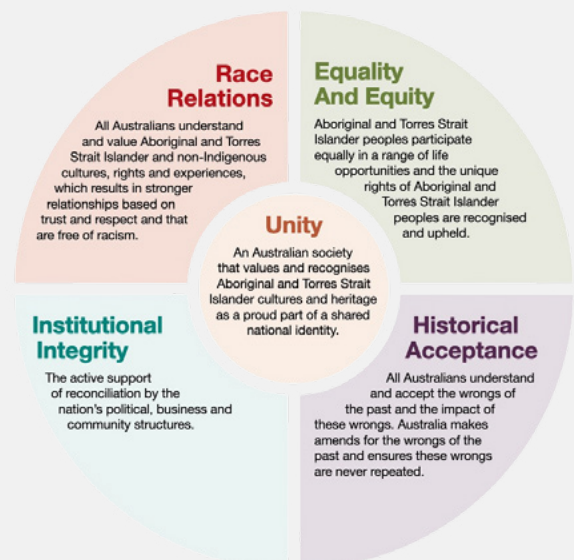 Race
Relations
All Australians understand
and value Aboriginal and Torres
Strait Islander and non-Indigenous
cultures, rights and experiences,
which results in stronger
relationships based on
trust and respect and that
are free of racism.
Equality
And Equity
Aboriginal and Torres Strait
Islander peoples participate
equally in a range of life
opportunities and the unique
rights of Aboriginal and
Torres Strait Islander
peoples are recognised
and upheld.
Unity
An Australian society
that values and recognises
Aboriginal and Torres Strait
Islander cultures and heritage
as a proud part of a shared
national identity.
Institutional
Integrity
The active support
of reconciliation by the
nation's political, business and
community structures.
Historical
Acceptance
All Australians understand
and accept the wrongs of
the past and the impact of
these wrongs. Australia makes
amends for the wrongs of the
past and ensures these wrongs
are never repeated.